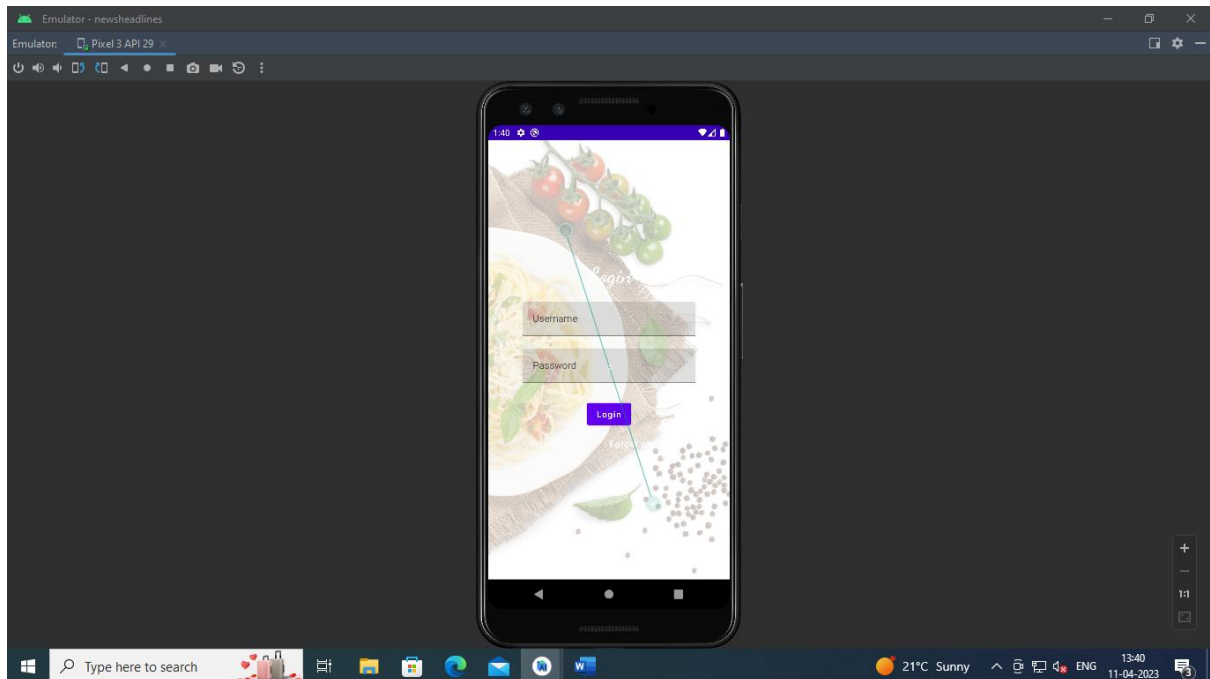 Emulator - newsheadlines
Emulator: Pixel 3 API 29
1:40
Login
Username
Password
Login
1:1
Type here to search
21°C Sunny
ENG
13:40
11-04-2023
3